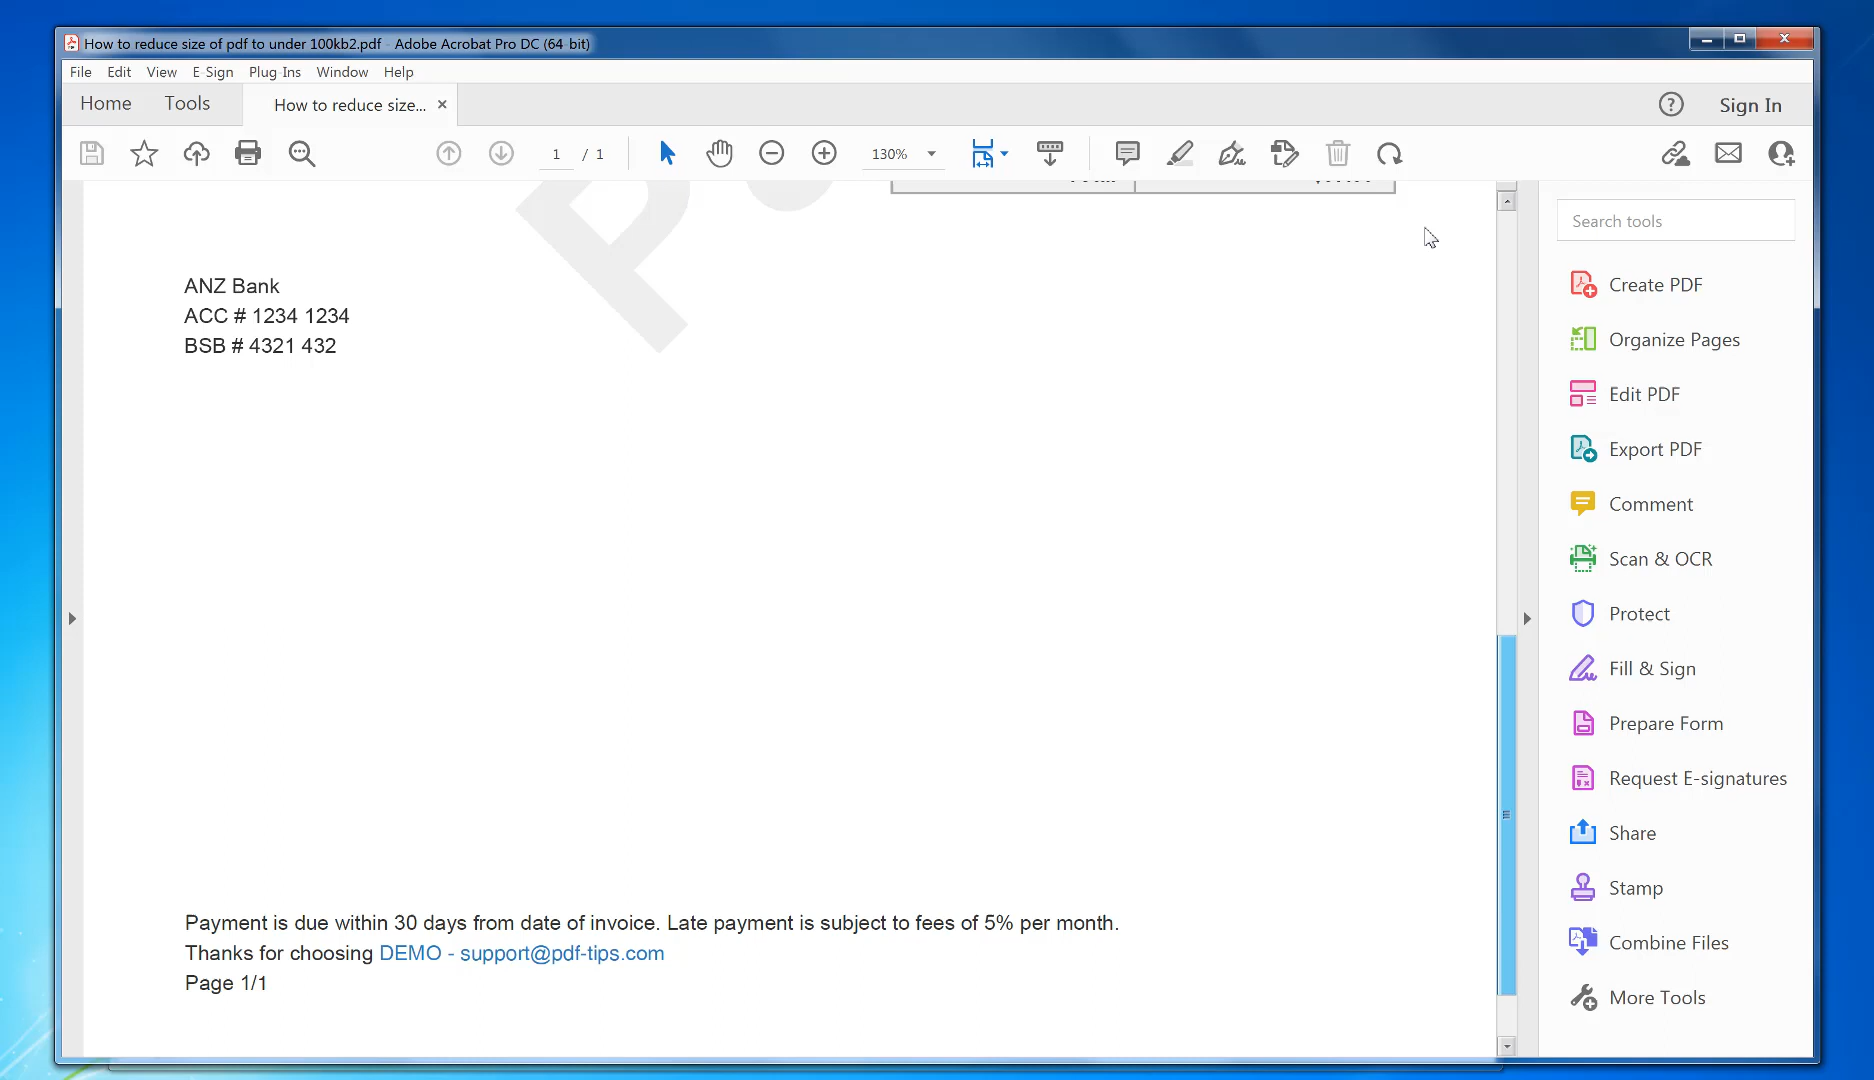 How to reduce size of pdf to under 100kb2.pdf - Adobe Acrobat Pro DC (64-bit)
File Edit View E-Sign Plug-Ins Window Help
Home Tools How to reduce size... × Sign In
1 / 1 130%
Search tools
ANZ Bank
ACC # 1234 1234
BSB # 4321 432
Payment is due within 30 days from date of invoice. Late payment is subject to fees of 5% per month.
Thanks for choosing DEMO - support@pdf-tips.com
Page 1/1
Create PDF
Organize Pages
Edit PDF
Export PDF
Comment
Scan & OCR
Protect
Fill & Sign
Prepare Form
Request E-signatures
Share
Stamp
Combine Files
More Tools